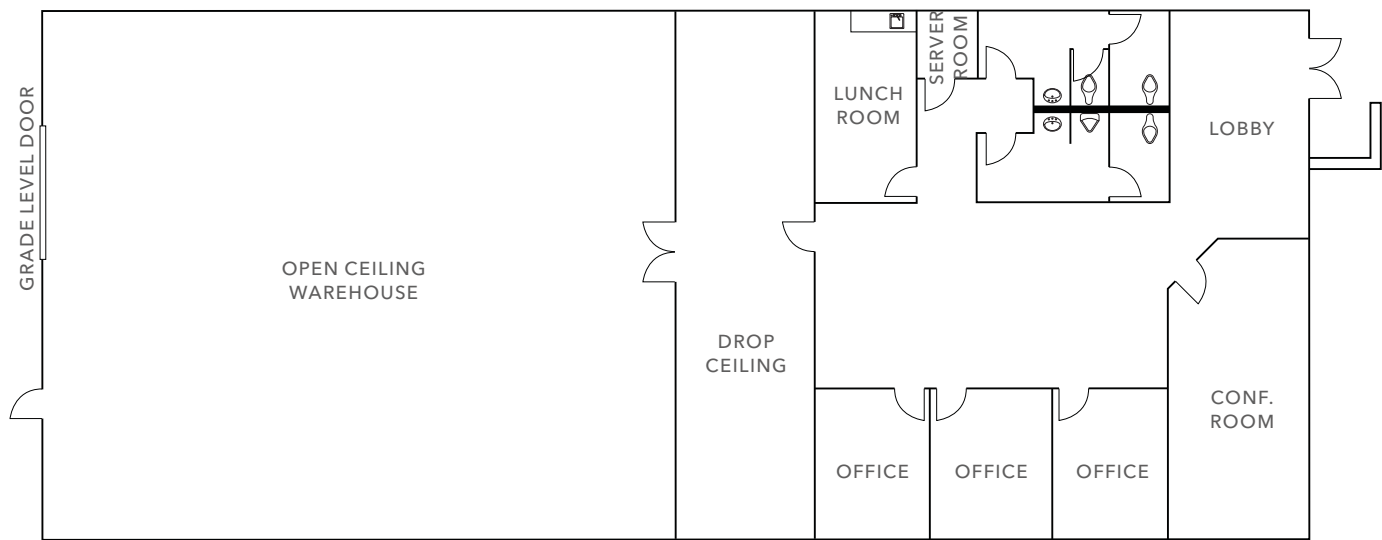 GRADE LEVEL DOOR
OPEN CEILING
WAREHOUSE
DROP
CEILING
LUNCH
ROOM
SERVER
ROOM
LOBBY
CONF.
ROOM
OFFICE
OFFICE
OFFICE